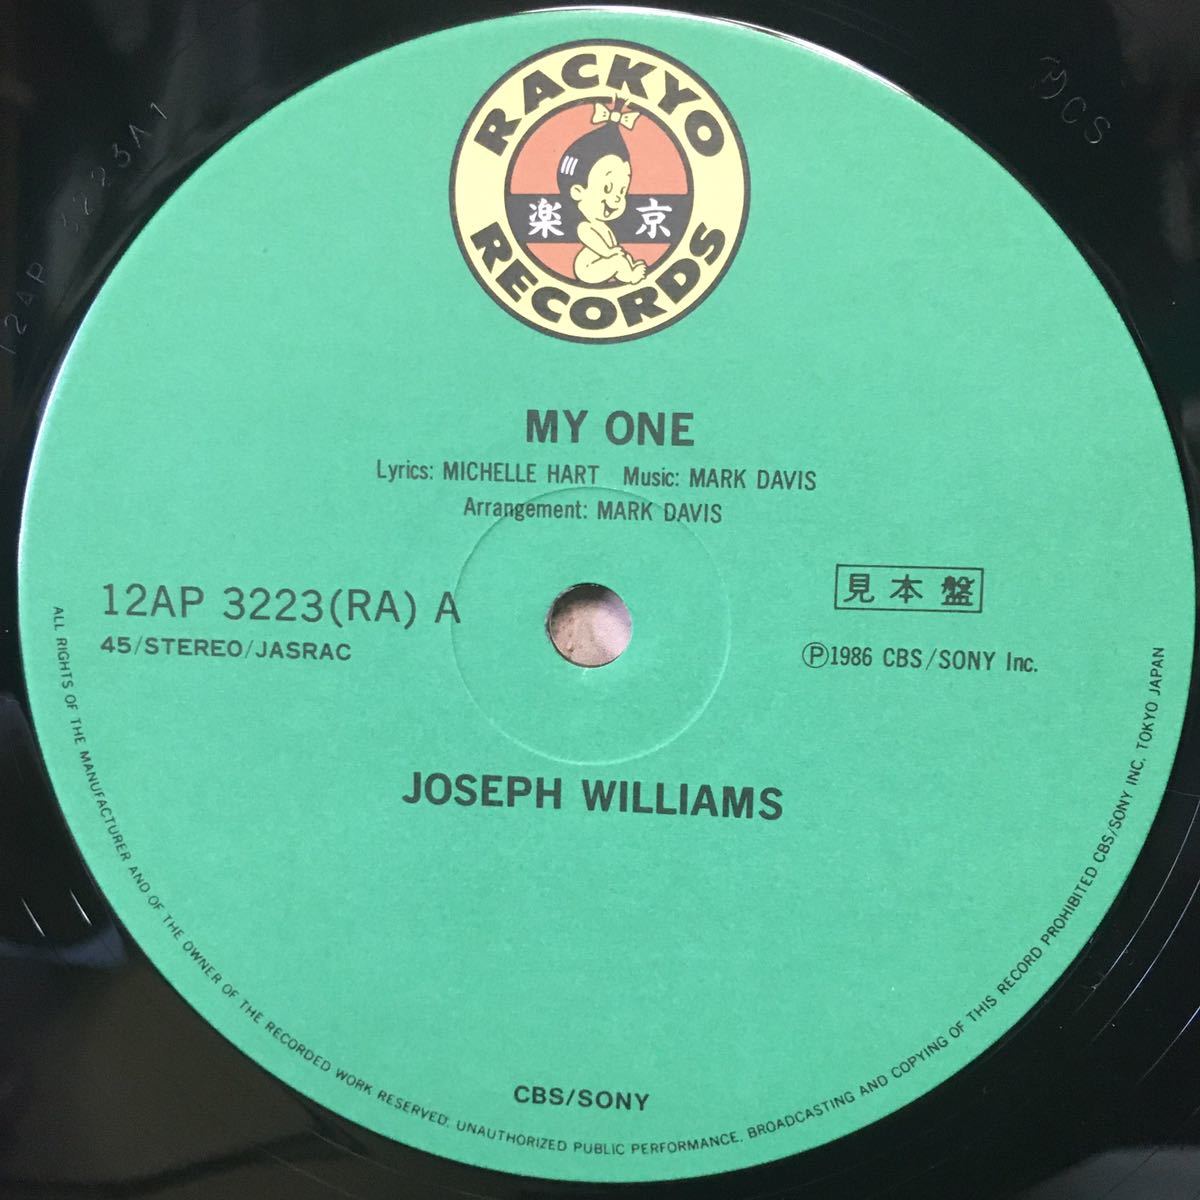 RACKYO
楽 京
RECORDS
MY ONE
Lyrics: MICHELLE HART Music: MARK DAVIS
Arrangement: MARK DAVIS
12AP 3223(RA) A
45/STEREO/JASRAC
見本盤
Ⓟ1986 CBS/SONY Inc.
JOSEPH WILLIAMS
CBS/SONY
ALL RIGHTS OF THE MANUFACTURER AND OF THE OWNER OF THE RECORDED WORK RESERVED. UNAUTHORIZED PUBLIC PERFORMANCE. BROADCASTING AND COPYING OF THIS RECORD PROHIBITED CBS/SONY INC. TOKYO JAPAN
12AP 3223A1